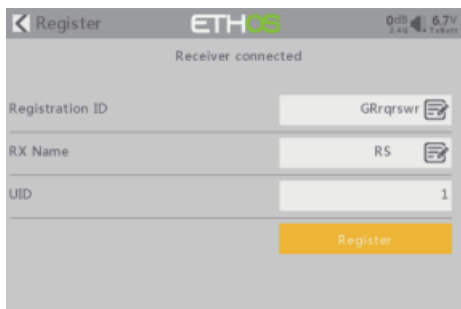 Register
ETHOS
0dB
2.4G
6.7V
TxBatt
Receiver connected
Registration ID
GRrqrswr
RX Name
RS
UID
1
Register